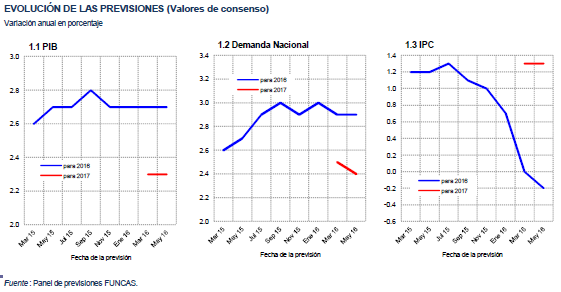 EVOLUCIÓN DE LAS PREVISIONES (Valores de consenso)
Variación anual en porcentaje
1.1 PIB
3.0
2.8
2.6
2.4
2.2
2.0
para 2016
para 2017
Mar 15
May 15
Jul 15
Sep 15
Nov 15
Ene 16
Mar 16
May 16
Fecha de la previsión
1.2 Demanda Nacional
3.4
3.2
3.0
2.8
2.6
2.4
2.2
2.0
para 2016
para 2017
Mar 15
May 15
Jul 15
Sep 15
Nov 15
Ene 16
Mar 16
May 16
Fecha de la previsión
1.3 IPC
1.4
1.2
1.0
0.8
0.6
0.4
0.2
0.0
-0.2
-0.6
para 2016
para 2017
Mar 15
May 15
Jul 15
Sep 15
Nov 15
Ene 16
Mar 16
May 16
Fecha de la previsión
Fuente: Panel de previsiones FUNCAS.